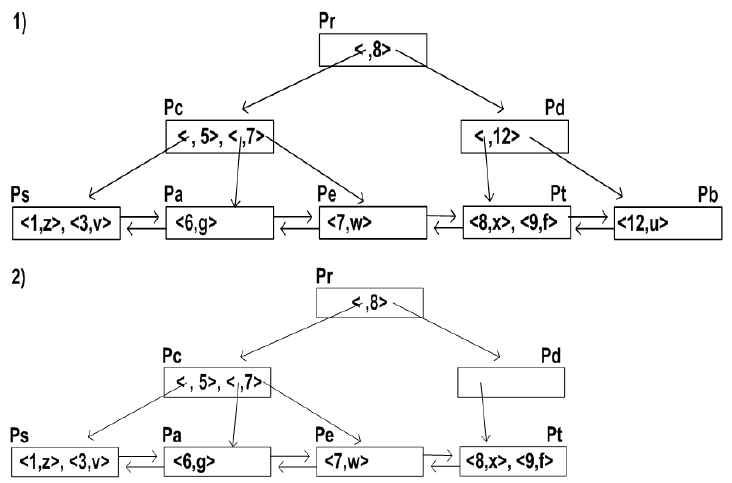 1)
Pr
< ,8>
Pc Pd
< , 5>, < ,7> < ,12>
Ps Pa Pe Pt Pb
<1,z>, <3,v> <6,g> <7,w> <8,x>, <9,f> <12,u>
2)
Pr
< ,8>
Pc Pd
< , 5>, < ,7>
Ps Pa Pe Pt
<1,z>, <3,v> <6,g> <7,w> <8,x>, <9,f>